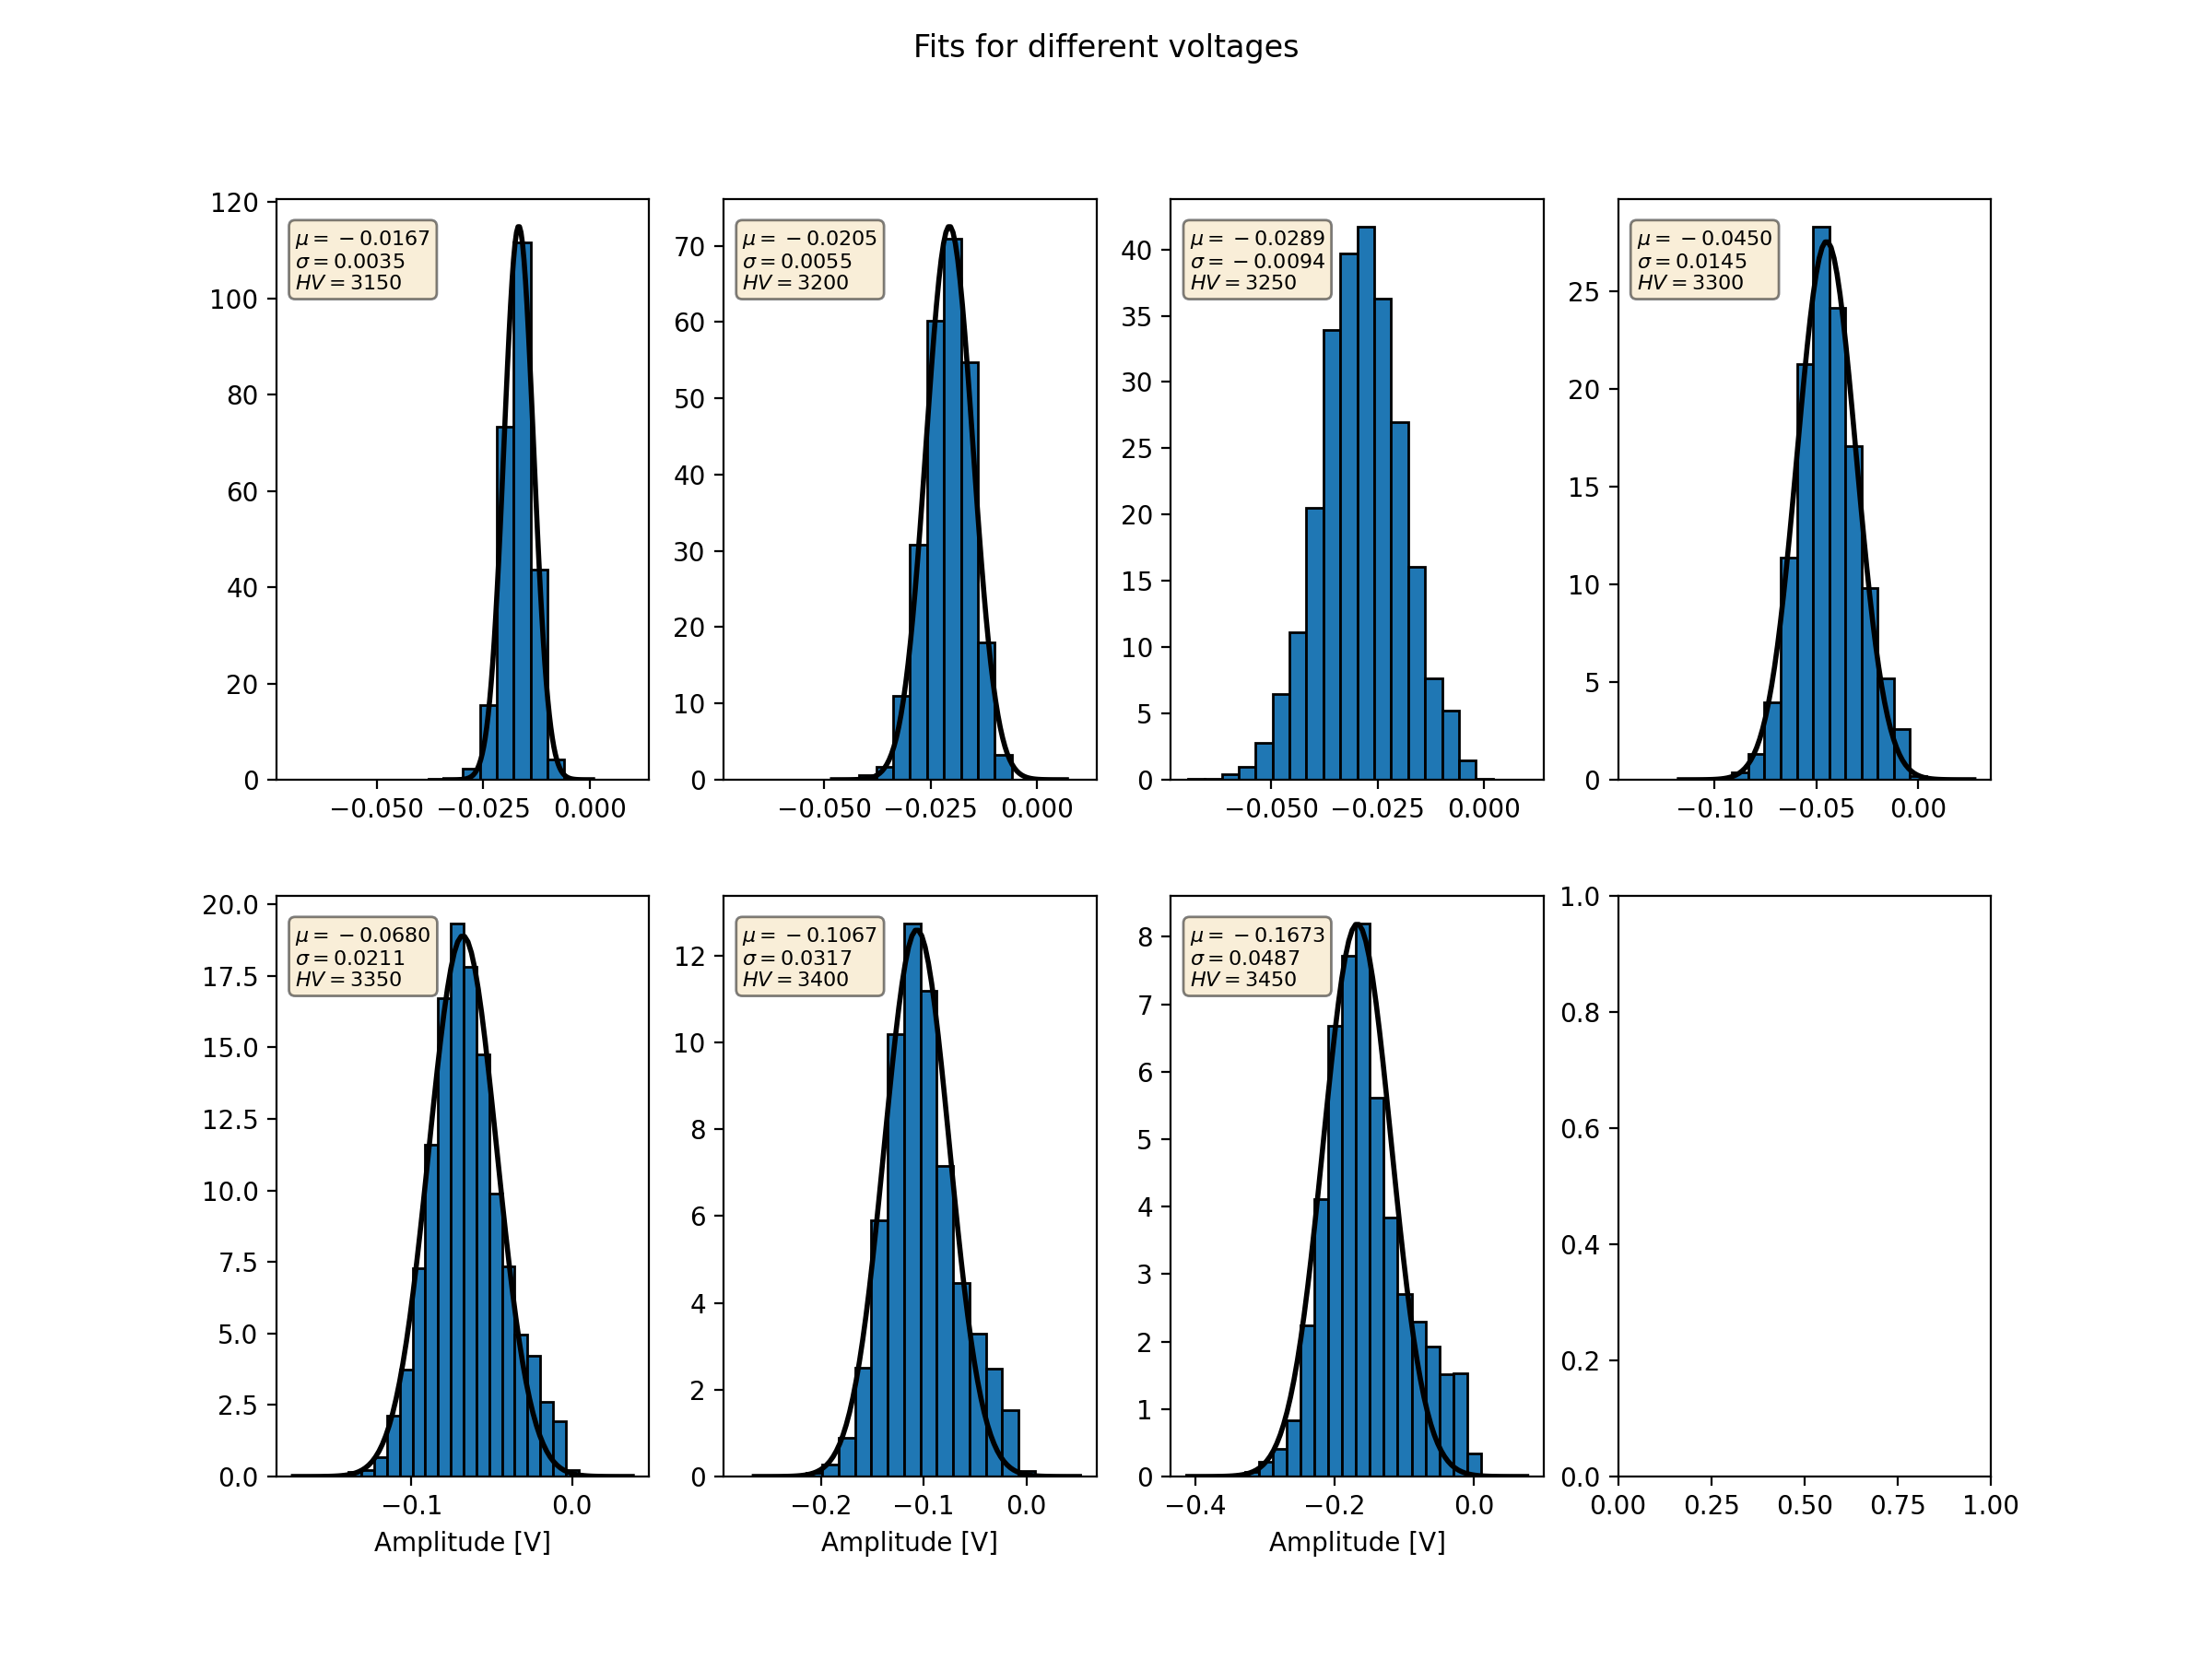 Fits for different voltages
120
100
80
60
40
20
0
μ = −0.0167
σ = 0.0035
HV = 3150
−0.050 −0.025 0.000
70
60
50
40
30
20
10
0
μ = −0.0205
σ = 0.0055
HV = 3200
−0.050 −0.025 0.000
40
35
30
25
20
15
10
5
0
μ = −0.0289
σ = −0.0094
HV = 3250
−0.050 −0.025 0.000
25
20
15
10
5
0
μ = −0.0450
σ = 0.0145
HV = 3300
−0.10 −0.05 0.00
20.0
17.5
15.0
12.5
10.0
7.5
5.0
2.5
0.0
μ = −0.0680
σ = 0.0211
HV = 3350
−0.1 0.0
Amplitude [V]
12
10
8
6
4
2
0
μ = −0.1067
σ = 0.0317
HV = 3400
−0.2 −0.1 0.0
Amplitude [V]
8
7
6
5
4
3
2
1
0
μ = −0.1673
σ = 0.0487
HV = 3450
−0.4 −0.2 0.0
Amplitude [V]
1.0
0.8
0.6
0.4
0.2
0.0
0.00 0.25 0.50 0.75 1.00